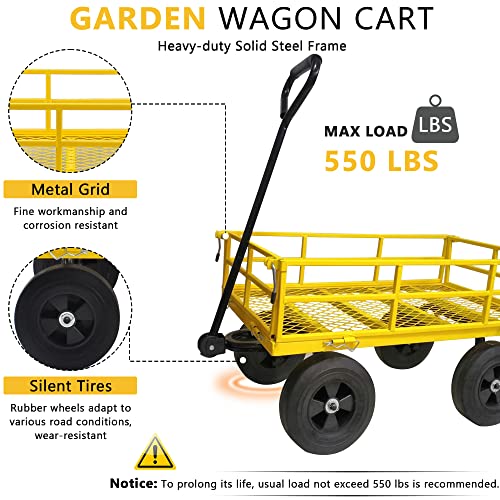 GARDEN WAGON CART
Heavy-duty Solid Steel Frame
LBS
MAX LOAD
550 LBS
Metal Grid
Fine workmanship and
corrosion resistant
Silent Tires
Rubber wheels adapt to
various road conditions,
wear-resistant
Notice: To prolong its life, usual load not exceed 550 lbs is recommended.